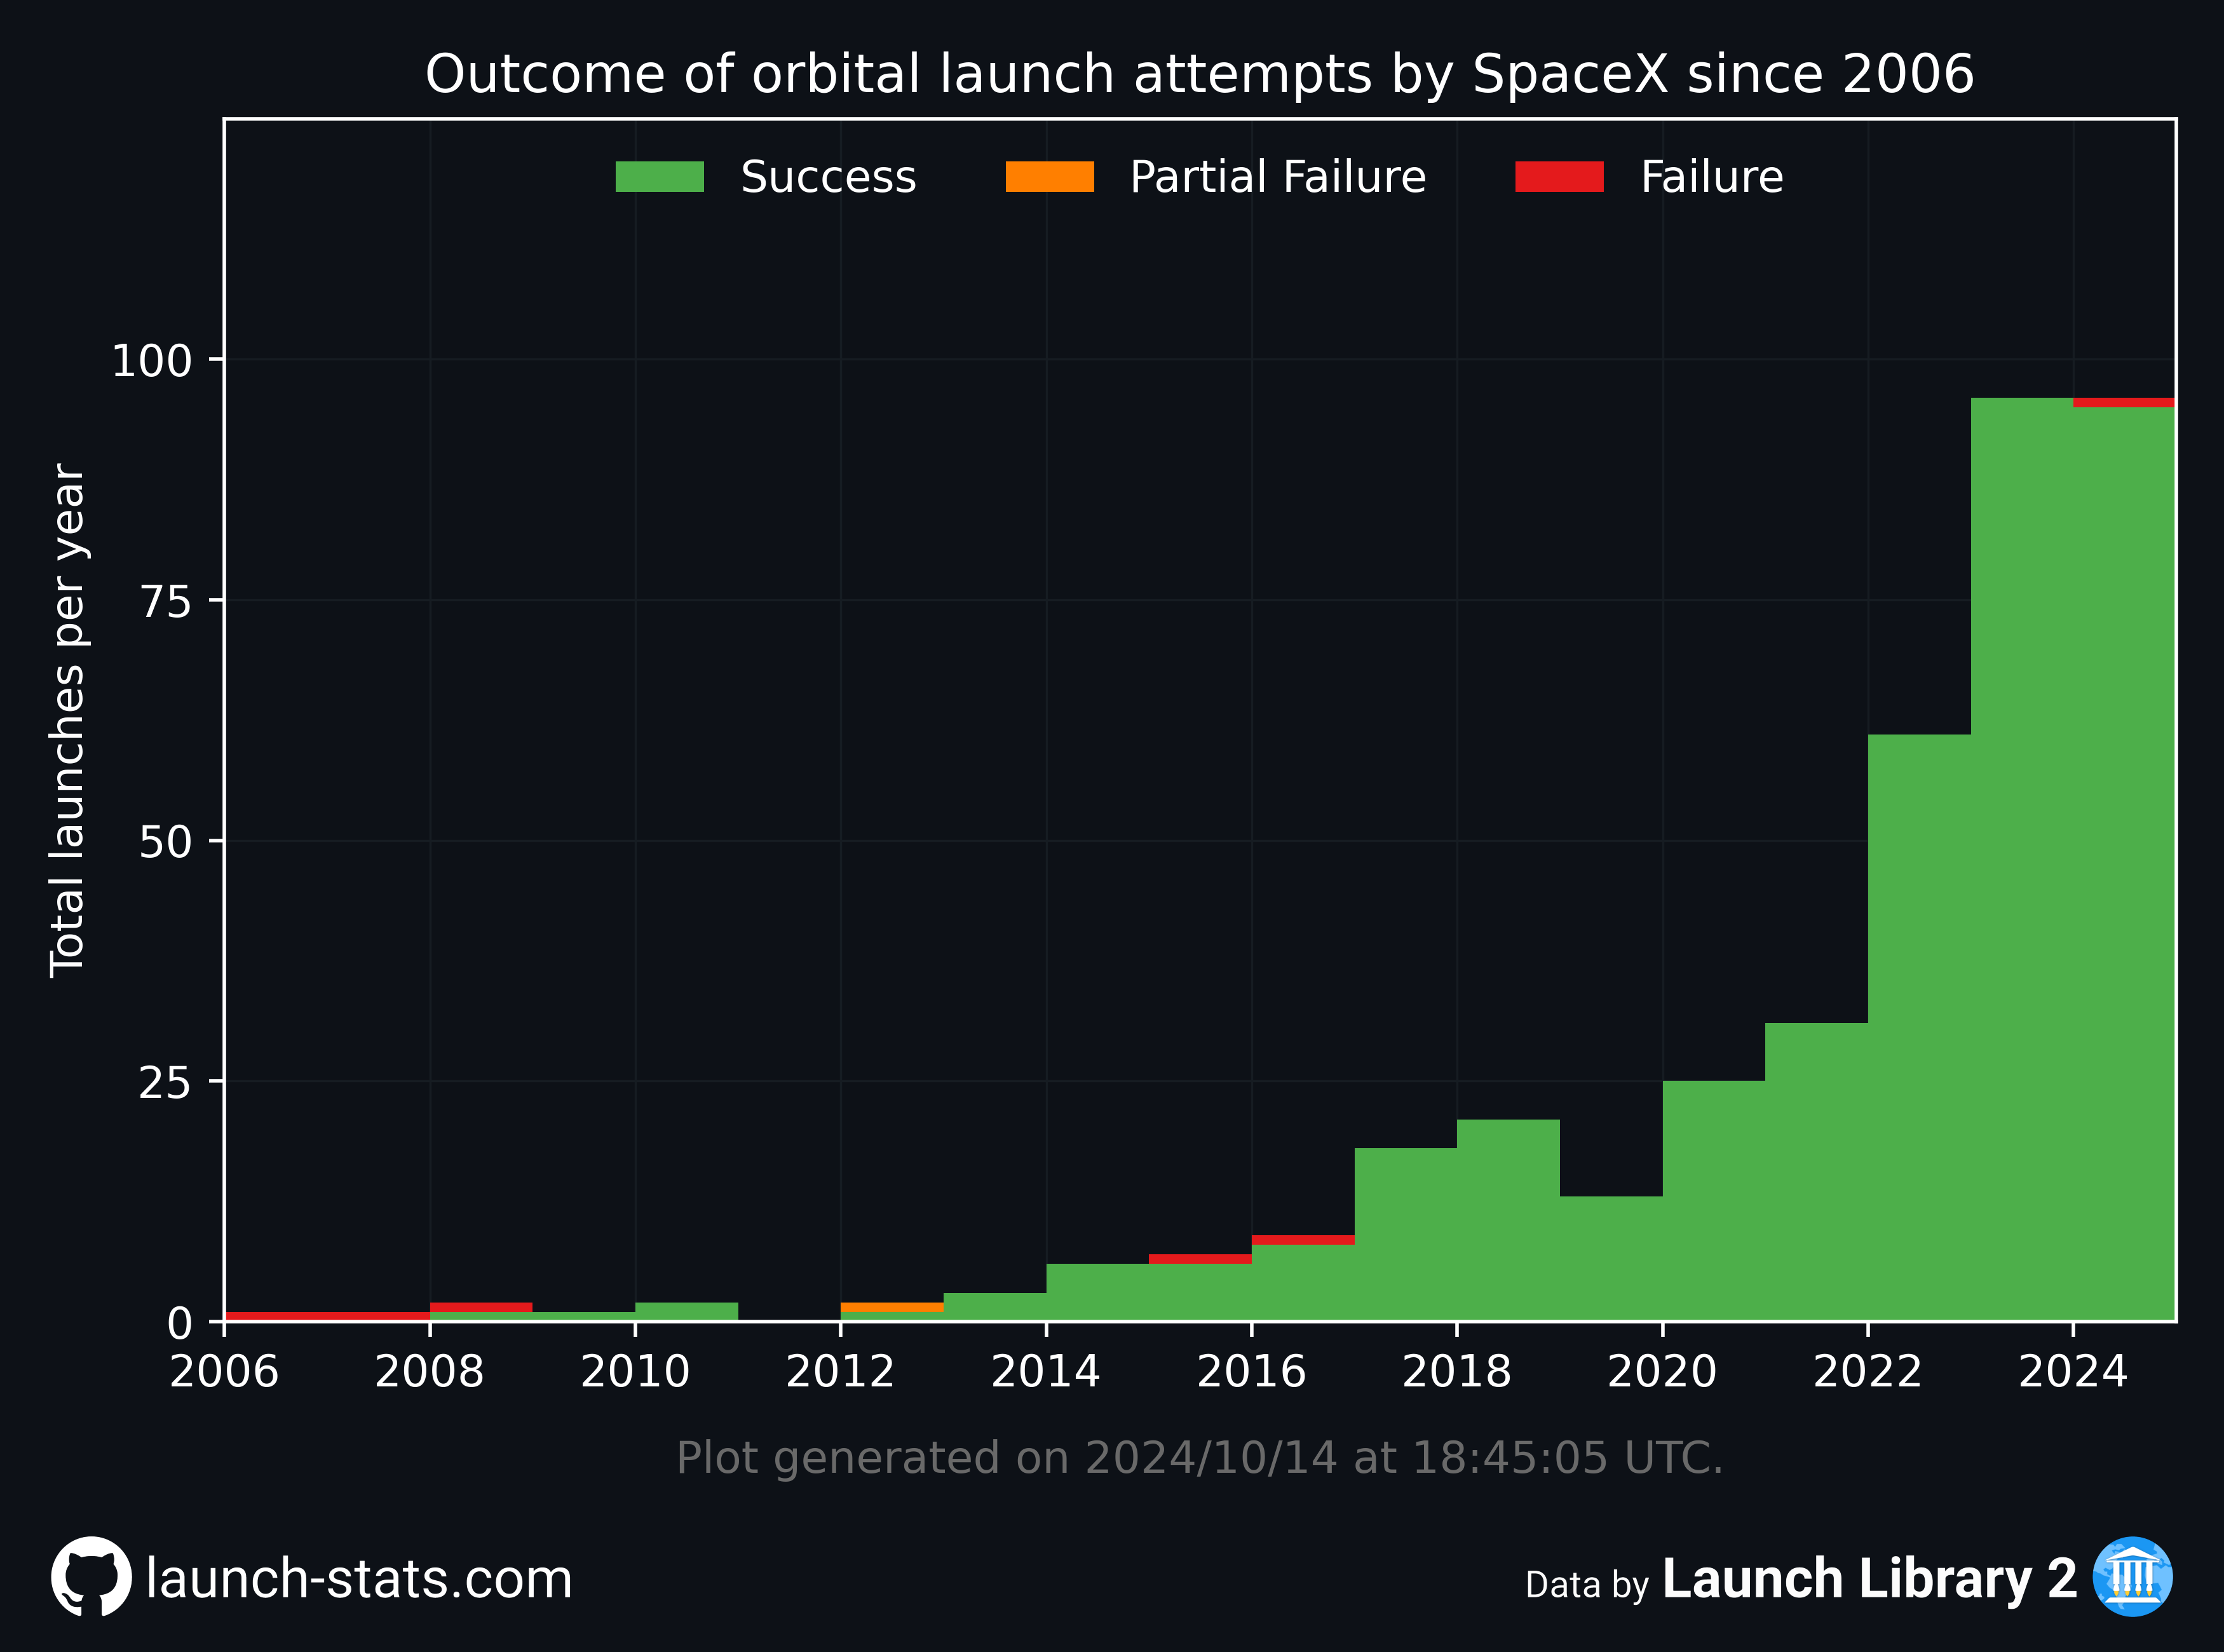 Outcome of orbital launch attempts by SpaceX since 2006
Success Partial Failure Failure
Total launches per year
100
75
50
25
0
2006 2008 2010 2012 2014 2016 2018 2020 2022 2024
Plot generated on 2024/10/14 at 18:45:05 UTC.
launch-stats.com
Data by Launch Library 2